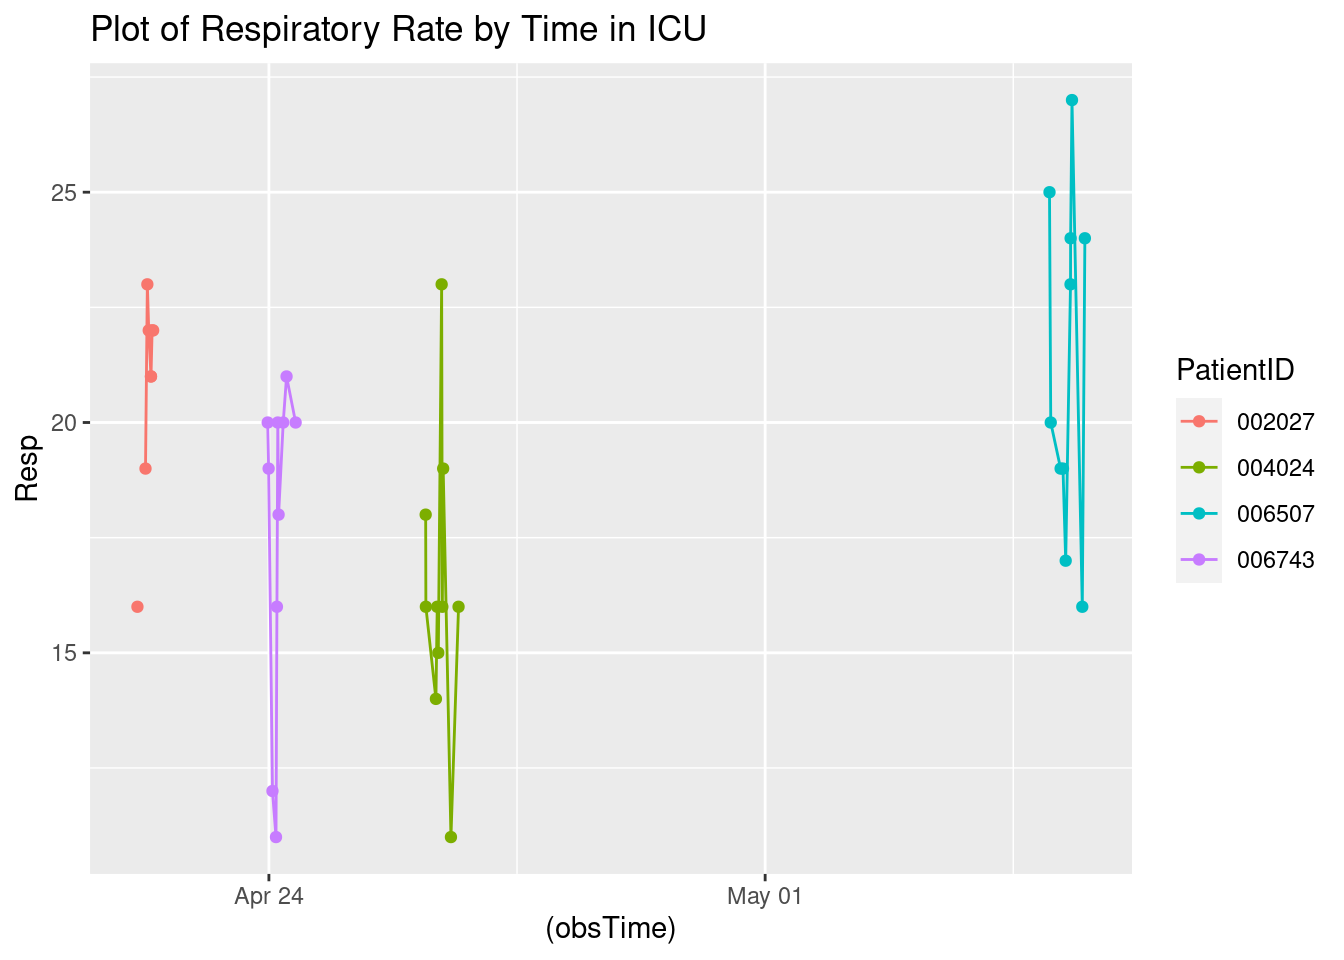 Plot of Respiratory Rate by Time in ICU
Resp
25
20
15
Apr 24
May 01
(obsTime)
PatientID
002027
004024
006507
006743